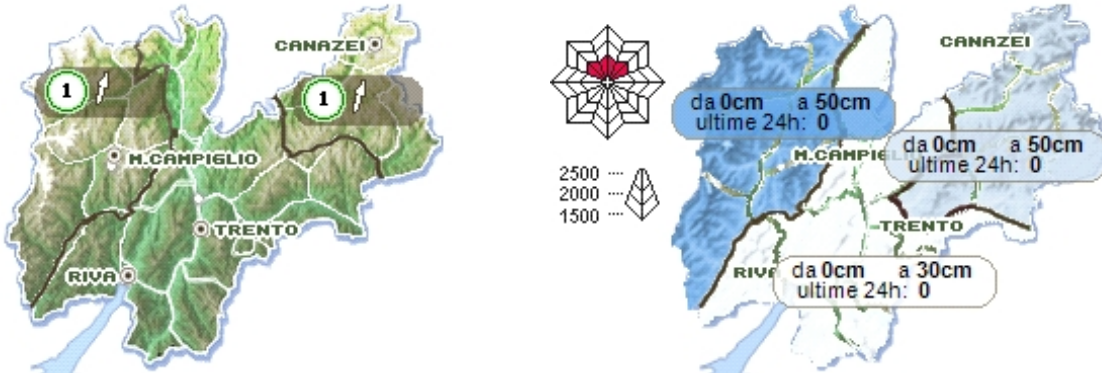 CANAZEI
1
1
M.CAMPIGLIO
TRENTO
RIVA
CANAZEI
da 0cm a 50cm
ultime 24h: 0
da 0cm a 50cm
ultime 24h: 0
M.CAMPIGL
2500
2000
1500
TRENTO
RIVA
da 0cm a 30cm
ultime 24h: 0